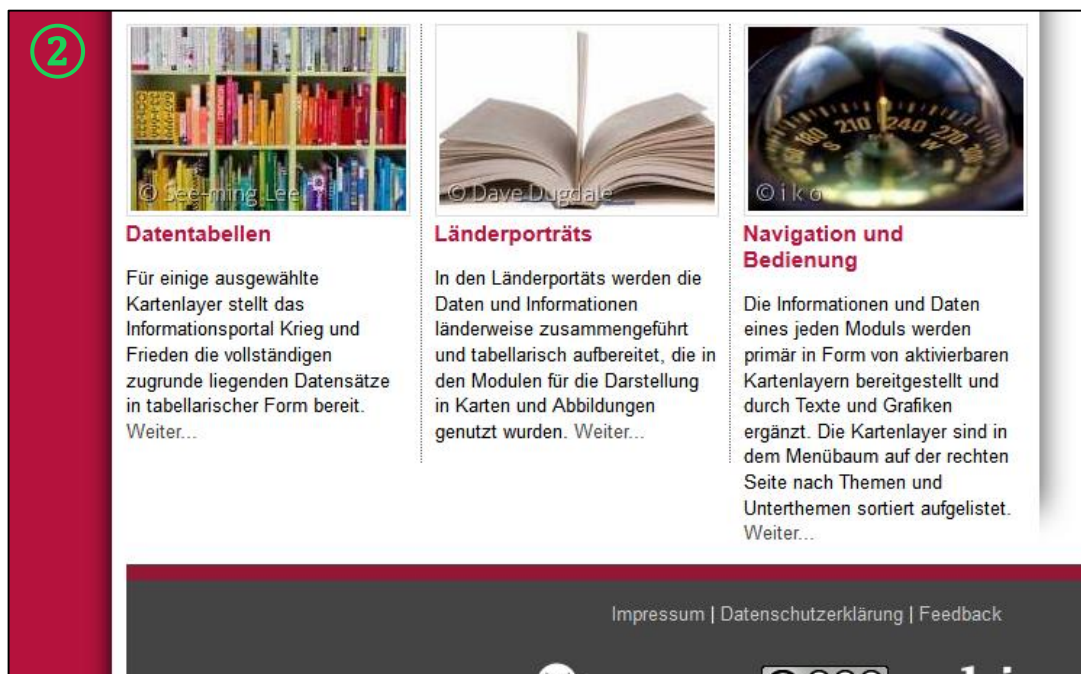 2
© See-ming Lee
Datentabellen
Für einige ausgewählte
Kartenlayer stellt das
Informationsportal Krieg und
Frieden die vollständigen
zugrunde liegenden Datensätze
in tabellarischer Form bereit.
Weiter...
© Dave Dugdale
Länderporträts
In den Länderportäts werden die
Daten und Informationen
länderweise zusammengeführt
und tabellarisch aufbereitet, die in
den Modulen für die Darstellung
in Karten und Abbildungen
genutzt wurden. Weiter...
180 210 240 270 300
S W
© i k o
Navigation und
Bedienung
Die Informationen und Daten
eines jeden Moduls werden
primär in Form von aktivierbaren
Kartenlayern bereitgestellt und
durch Texte und Grafiken
ergänzt. Die Kartenlayer sind in
dem Menübaum auf der rechten
Seite nach Themen und
Unterthemen sortiert aufgelistet.
Weiter...
Impressum | Datenschutzerklärung | Feedback